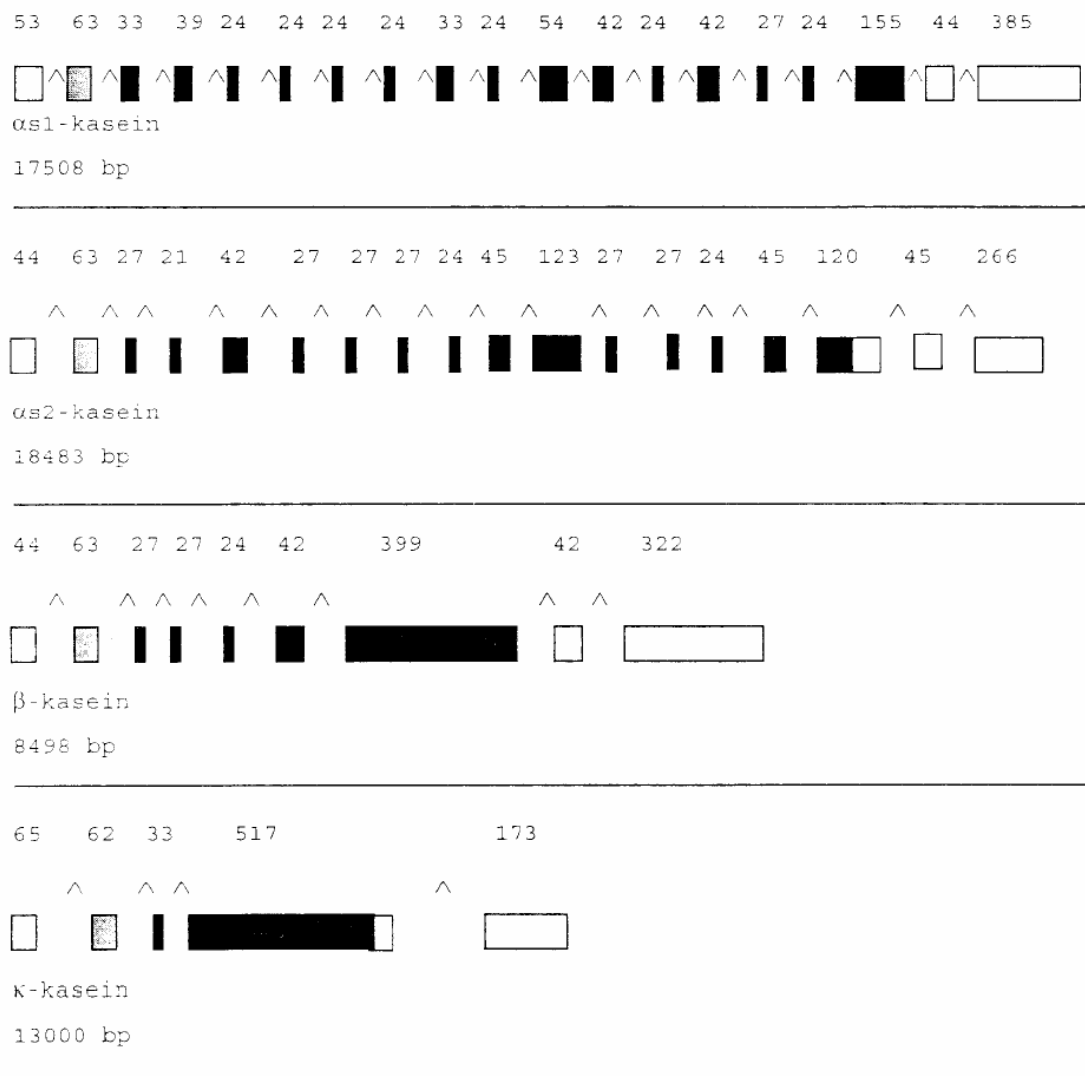 53 63 33 39 24 24 24 24 33 24 54 42 24 42 27 24 155 44 385
αs1-kasein
17508 bp
44 63 27 21 42 27 27 27 24 45 123 27 27 24 45 120 45 266
αs2-kasein
18483 bp
44 63 27 27 24 42 399 42 322
β-kasein
8498 bp
65 62 33 517 173
κ-kasein
13000 bp